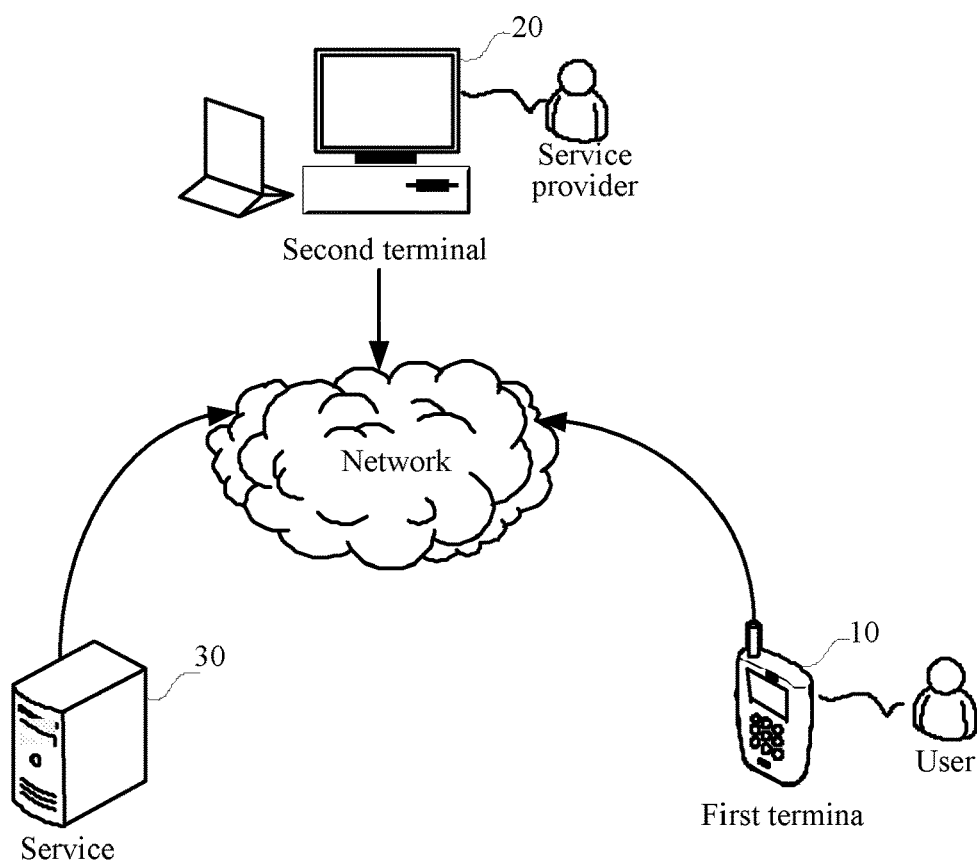 20
Service
provider
Second terminal
Network
30
10
User
First termina
Service